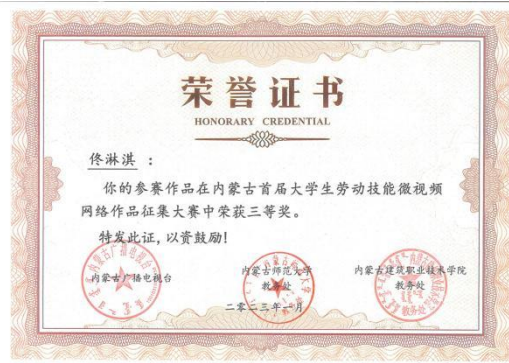 荣誉证书
HONORARY CREDENTIAL
佟淋淇 ：
你的参赛作品在内蒙古首届大学生劳动技能微视频
网络作品征集大赛中荣获三等奖。
特发此证，以资鼓励！
内蒙古广播电视台
内蒙古师范大学
教务处
内蒙古建筑职业技术学院
教务处
二零二三年一月